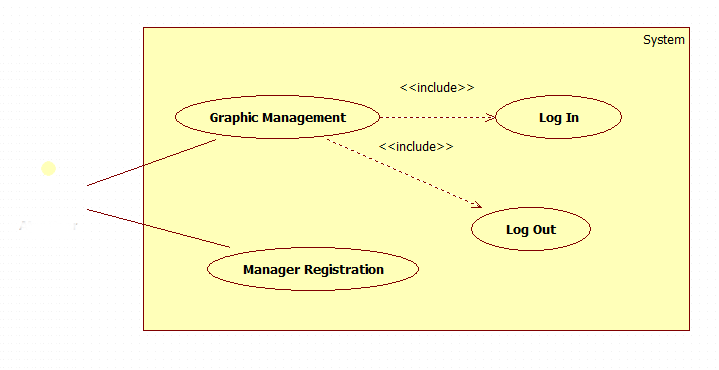 System
<<include>>
Graphic Management
Log In
<<include>>
Log Out
Manager Registration